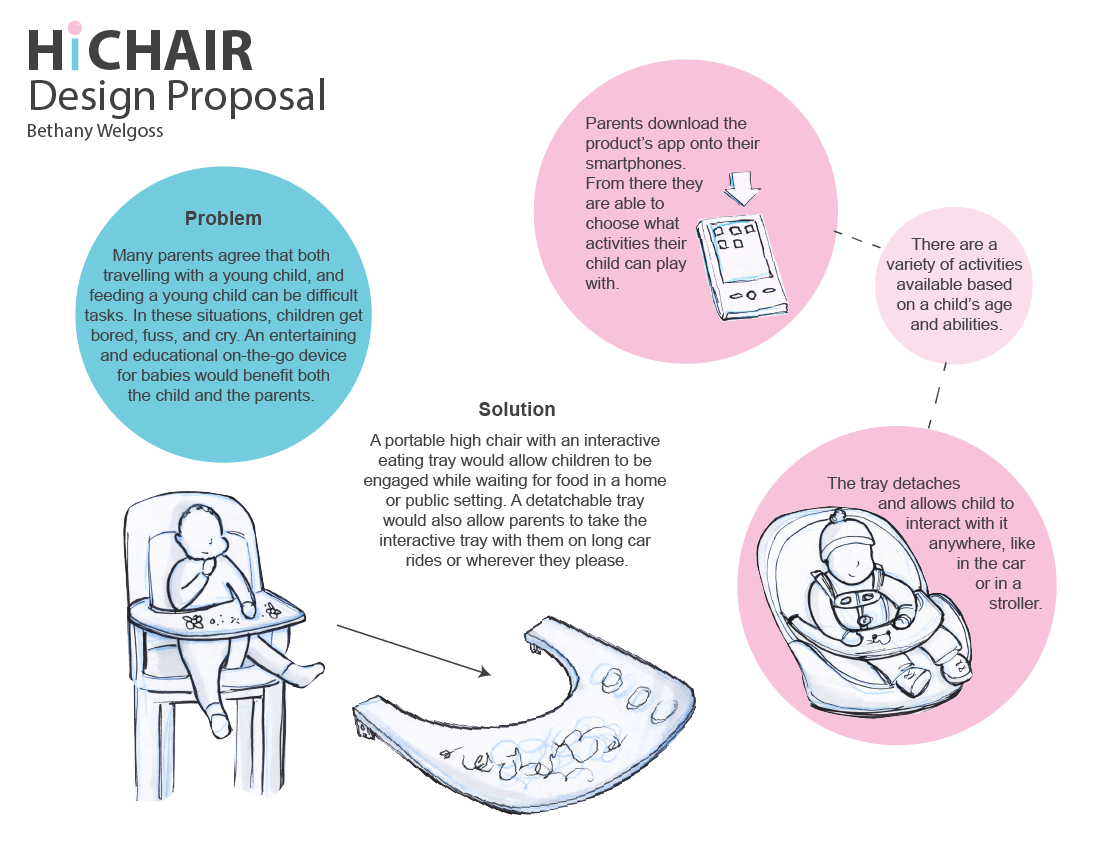 HiCHAIR
Design Proposal
Bethany Welgoss
Problem
Many parents agree that both
travelling with a young child, and
feeding a young child can be difficult
tasks. In these situations, children get
bored, fuss, and cry. An entertaining
and educational on-the-go device
for babies would benefit both
the child and the parents.
Solution
A portable high chair with an interactive
eating tray would allow children to be
engaged while waiting for food in a home
or public setting. A detatchable tray
would also allow parents to take the
interactive tray with them on long car
rides or wherever they please.
Parents download the
product's app onto their
smartphones.
From there they
are able to
choose what
activities their
child can play
with.
There are a
variety of activities
available based
on a child's age
and abilities.
The tray detaches
and allows child to
interact with it
anywhere, like
in the car
or in a
stroller.